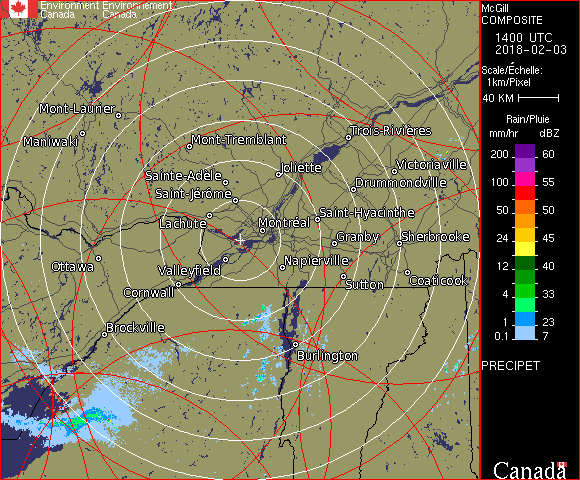 Environment Environnement
Canada Canada
McGill
COMPOSITE
1400 UTC
2018-02-03
Scale/Échelle:
1km/Pixel
40 KM
Rain/Pluie
mm/hr dBZ
200 60
100 55
50 50
24 45
12 40
4 33
1 23
0.1 7
PRECIPET
Canada
Mont-Laurier
Maniwaki
Mont-Tremblant
Trois-Rivières
Sainte-Adèle
Joliette
Victoriaville
Saint-Jérôme
Drummondville
Lachute
Montréal
Saint-Hyacinthe
Granby
Sherbrooke
Ottawa
Valleyfield
Napierville
Cornwall
Sutton
Coaticook
Brockville
Burlington